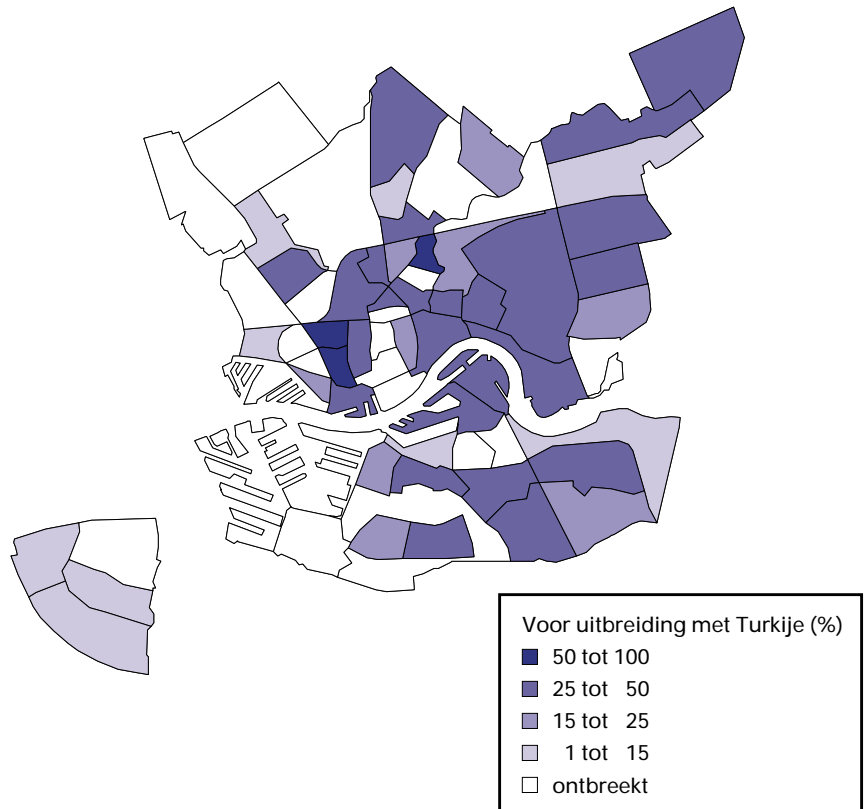 Voor uitbreiding met Turkije (%)
50 tot 100
25 tot 50
15 tot 25
1 tot 15
ontbreekt